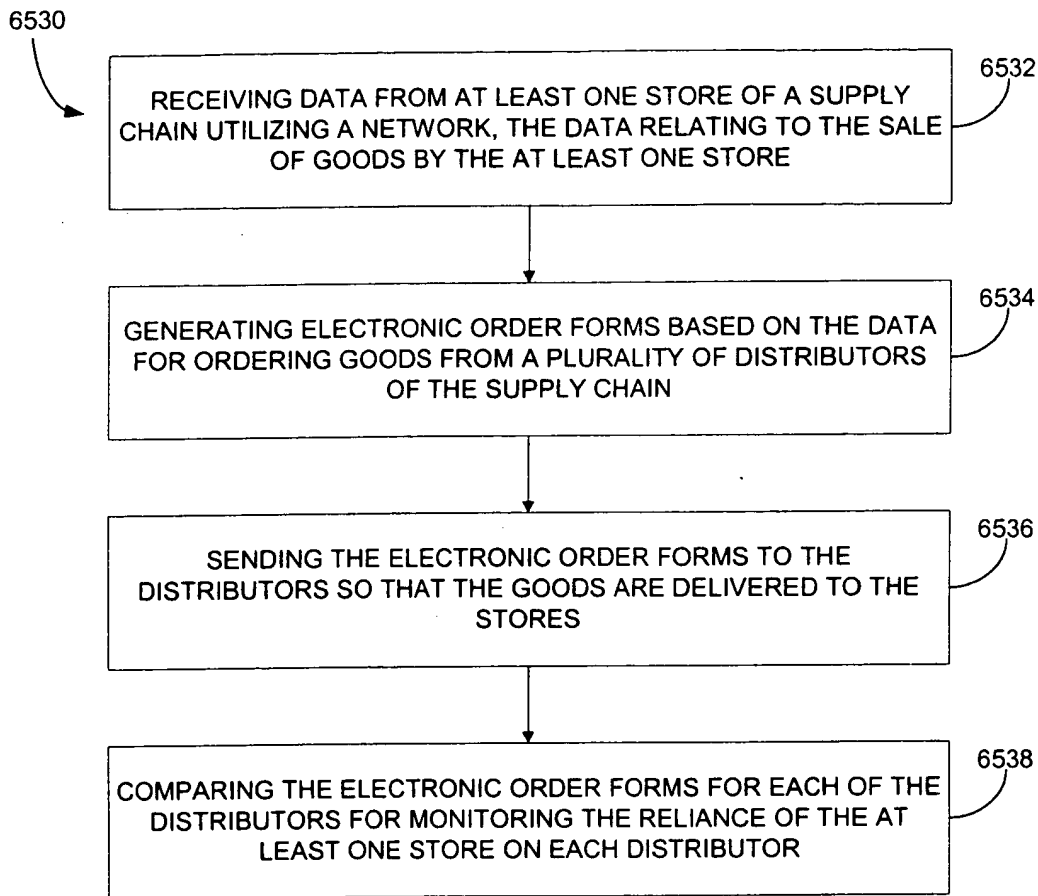 6530
6532
RECEIVING DATA FROM AT LEAST ONE STORE OF A SUPPLY
CHAIN UTILIZING A NETWORK, THE DATA RELATING TO THE SALE
OF GOODS BY THE AT LEAST ONE STORE
6534
GENERATING ELECTRONIC ORDER FORMS BASED ON THE DATA
FOR ORDERING GOODS FROM A PLURALITY OF DISTRIBUTORS
OF THE SUPPLY CHAIN
6536
SENDING THE ELECTRONIC ORDER FORMS TO THE
DISTRIBUTORS SO THAT THE GOODS ARE DELIVERED TO THE
STORES
6538
COMPARING THE ELECTRONIC ORDER FORMS FOR EACH OF THE
DISTRIBUTORS FOR MONITORING THE RELIANCE OF THE AT
LEAST ONE STORE ON EACH DISTRIBUTOR